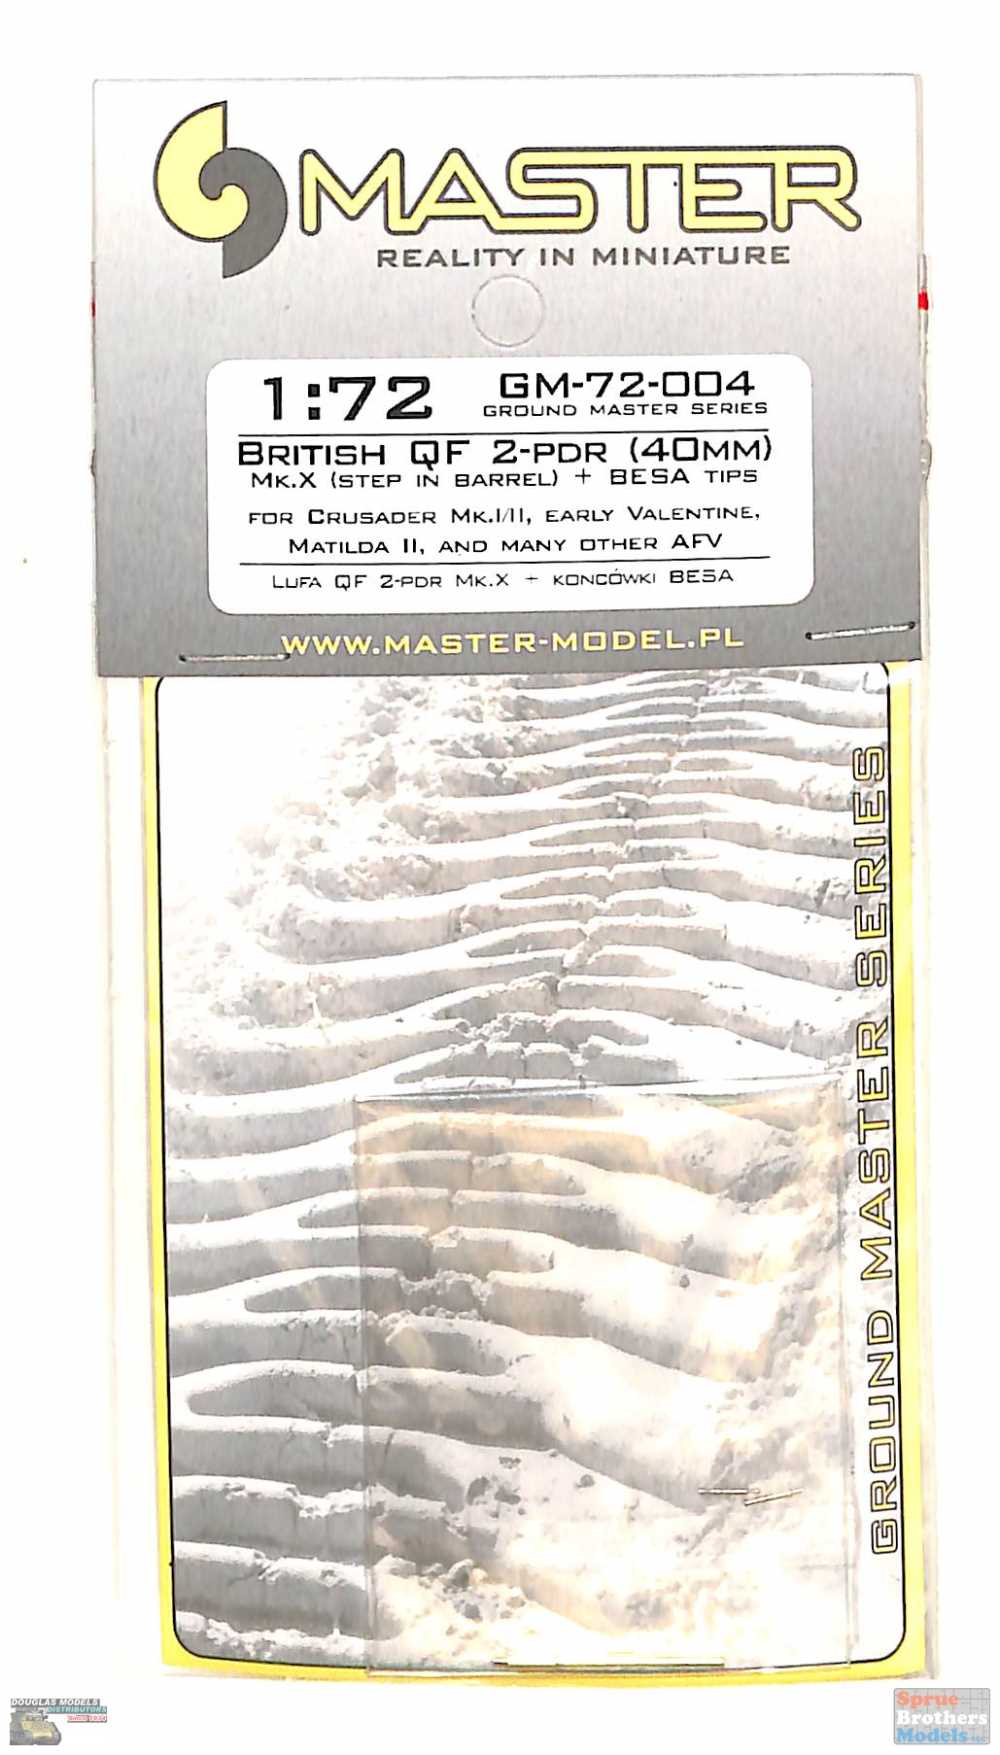 MASTER
REALITY IN MINIATURE
1:72
GM-72-004
GROUND MASTER SERIES
BRITISH QF 2-PDR (40MM)
MK.X (STEP IN BARREL) + BESA TIPS
FOR CRUSADER MK.I/II, EARLY VALENTINE,
MATILDA II, AND MANY OTHER AFV
LUFA QF 2-PDR MK.X + KONCÓWKI BESA
WWW.MASTER-MODEL.PL
GROUND MASTER SERIES
DOUGLAS MODELS
DISTRIBUTORS
Sprue
Brothers
Models